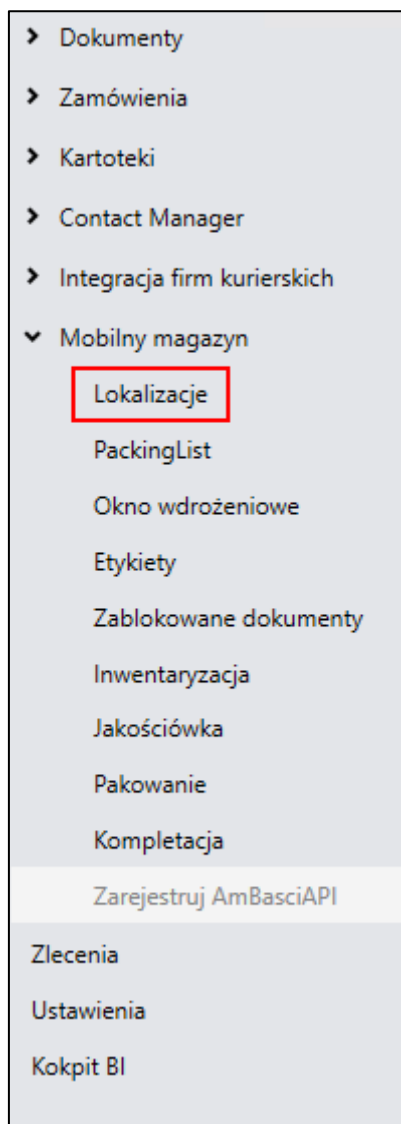 Dokumenty
Zamówienia
Kartoteki
Contact Manager
Integracja firm kurierskich
Mobilny magazyn
Lokalizacje
PackingList
Okno wdrożeniowe
Etykiety
Zablokowane dokumenty
Inwentaryzacja
Jakościówka
Pakowanie
Kompletacja
Zarejestruj AmBasciAPI
Zlecenia
Ustawienia
Kokpit BI